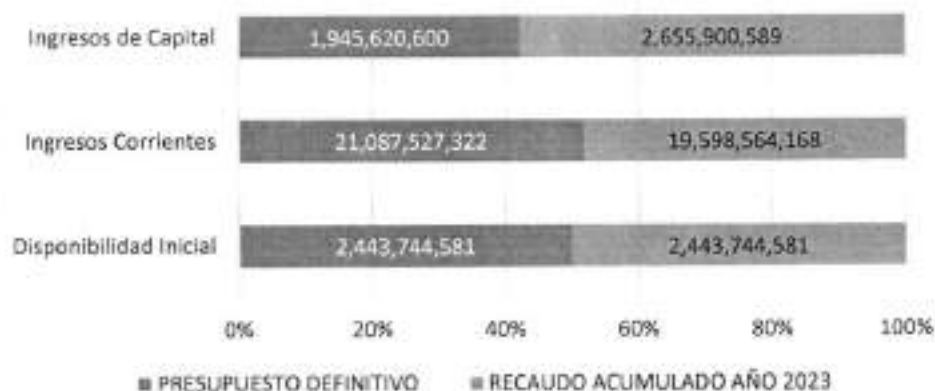 Ingresos de Capital 1,945,620,600 2,655,900,589
Ingresos Corrientes 21,087,527,322 19,598,564,168
Disponibilidad Inicial 2,443,744,581 2,443,744,581
0% 20% 40% 60% 80% 100%
PRESUPUESTO DEFINITIVO RECAUDO ACUMULADO AÑO 2023